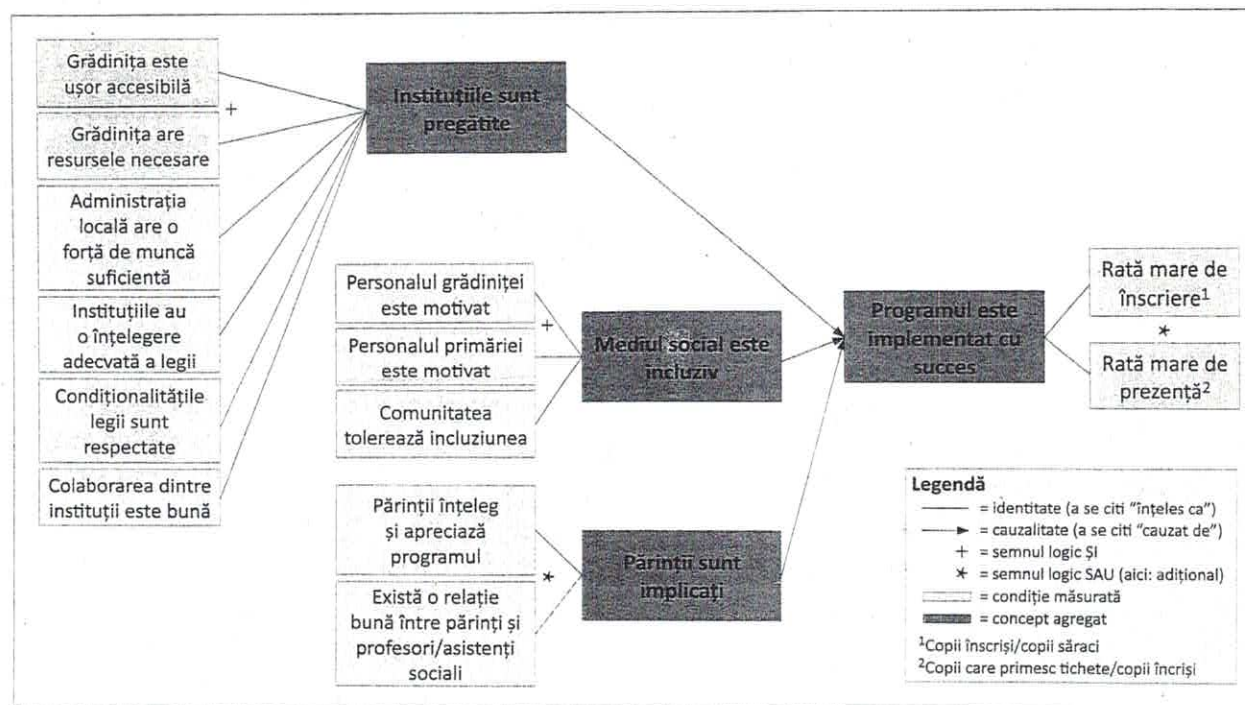 Grădinița este
ușor accesibilă
+
Grădinița are
resursele necesare
Administrația
locală are o
forță de muncă
suficientă
Instituțiile au
o înțelegere
adecvată a legii
Condiționalitățile
legii sunt
respectate
Colaborarea dintre
instituții este bună
Instituțiile sunt
pregătite
Personalul grădiniței
este motivat
+
Personalul primăriei
este motivat
Comunitatea
tolerează incluziunea
Mediul social este
incluziv
Părinții înțeleg
și apreciază
programul
*
Există o relație
bună între părinți și
profesori/asistenți
sociali
Părinții sunt
implicați
Programul este
implementat cu
succes
Rată mare de
înscriere¹
*
Rată mare de
prezență²
Legendă
= identitate (a se citi "înțeles ca")
= cauzalitate (a se citi "cauzat de")
+ = semnul logic ȘI
* = semnul logic SAU (aici: adițional)
= condiție măsurată
= concept agregat
¹Copii înscriși/copii săraci
²Copii care primesc tichete/copii încriși